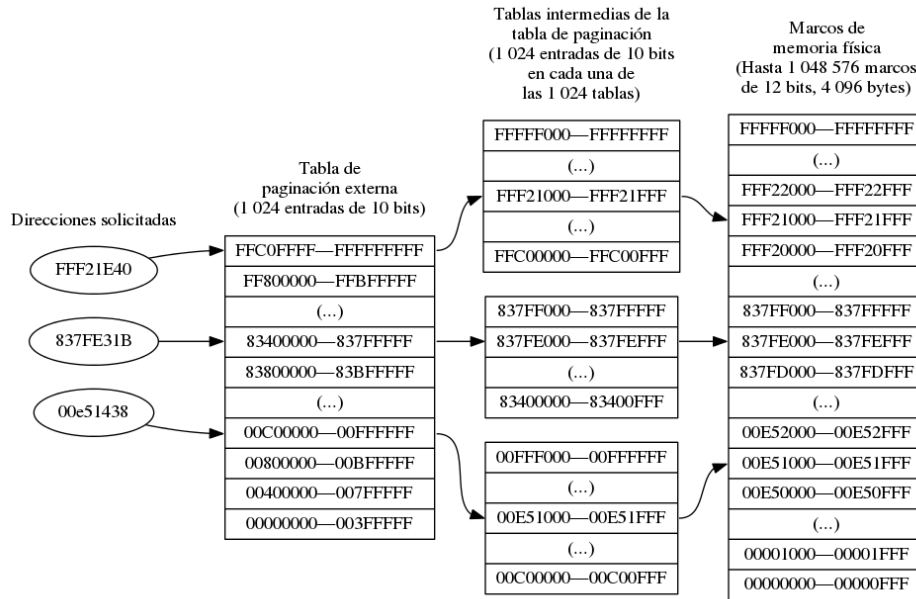 Direcciones solicitadas
FFF21E40
837FE31B
00e51438
Tabla de
paginación externa
(1 024 entradas de 10 bits)
FFC0FFFF—FFFFFFFFF
FF800000—FFBFFFFF
(...)
83400000—837FFFFF
83800000—83BFFFFF
(...)
00C00000—00FFFFFF
00800000—00BFFFFF
00400000—007FFFFF
00000000—003FFFFF
Tablas intermedias de la
tabla de paginación
(1 024 entradas de 10 bits
en cada una de
las 1 024 tablas)
FFFFF000—FFFFFFFF
(...)
FFF21000—FFF21FFF
(...)
FFC00000—FFC00FFF
837FF000—837FFFFF
837FE000—837FEFFF
(...)
83400000—83400FFF
00FFF000—00FFFFFF
(...)
00E51000—00E51FFF
(...)
00C00000—00C00FFF
Marcos de
memoria física
(Hasta 1 048 576 marcos
de 12 bits, 4 096 bytes)
FFFFF000—FFFFFFFF
(...)
FFF22000—FFF22FFF
FFF21000—FFF21FFF
FFF20000—FFF20FFF
(...)
837FF000—837FFFFF
837FE000—837FEFFF
837FD000—837FDFFF
(...)
00E52000—00E52FFF
00E51000—00E51FFF
00E50000—00E50FFF
(...)
00001000—00001FFF
00000000—00000FFF